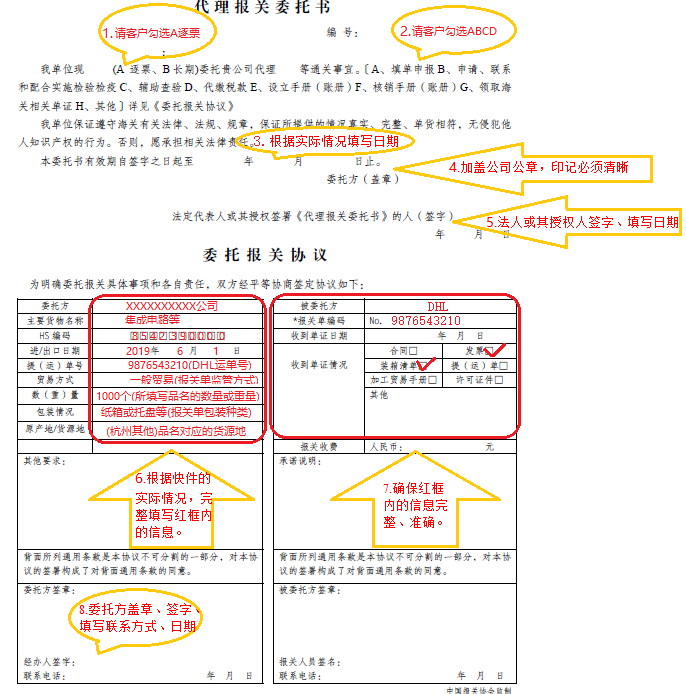 代理报关委托书
1.请客户勾选A逐票
编 号：
2.请客户勾选ABCD
：
我单位现 (A 逐票、B 长期)委托贵公司代理 等通关事宜。〔A、填单申报 B、申请、联系
和配合实施检验检疫 C、辅助查验 D、代缴税款 E、设立手册（账册）F、核销手册（账册）G、领取海
关相关单证 H、其他〕详见《委托报关协议》
我单位保证遵守海关有关法律、法规、规章，保证所提供的情况真实、完整、单货相符，无侵犯他
人知识产权的行为。否则，愿承担相关法律责任。
3. 根据实际情况填写日期
本委托书有效期自签字之日起至 年 月 日止。
委托方（盖章）
4.加盖公司公章，印记必须清晰
法定代表人或其授权签署《代理报关委托书》的人（签字）
5.法人或其授权人签字、填写日期
年 月 日
委托报关协议
为明确委托报关具体事项和各自责任，双方经平等协商签定协议如下：
委托方 XXXXXXXXXX公司 被委托方 DHL
主要货物名称 集成电路等 *报关单编码 No. 9876543210
HS 编码 8542390000 收到单证日期 年 月 日
进/出口日期 2019年 6 月 1 日 收到单证情况 合同□ 发票□
提（运）单号 9876543210(DHL运单号) 装箱清单□ 提（运）单□
贸易方式 一般贸易(报关单监管方式) 加工贸易手册□ 许可证件□
数（重）量 1000个(所填写品名的数量或重量) 其他
包装情况 纸箱或托盘等(报关单包装种类)
原产地/货源地 (杭州其他)品名对应的货源地
报关收费 人民币： 元
其他要求： 承诺说明：
6.根据快件的
实际情况，完
整填写红框内
的信息。
7.确保红框
内的信息完
整、准确。
背面所列通用条款是本协议不可分割的一部分，对本协
议的签署构成了对背面通用条款的同意。
背面所列通用条款是本协议不可分割的一部分，对本协
议的签署构成了对背面通用条款的同意。
委托方签章： 被委托方签章：
8.委托方盖章、签字、
填写联系方式、日期
经办人签字： 报关人员签名：
联系电话： 年 月 日 联系电话： 年 月 日
中国报关协会监制